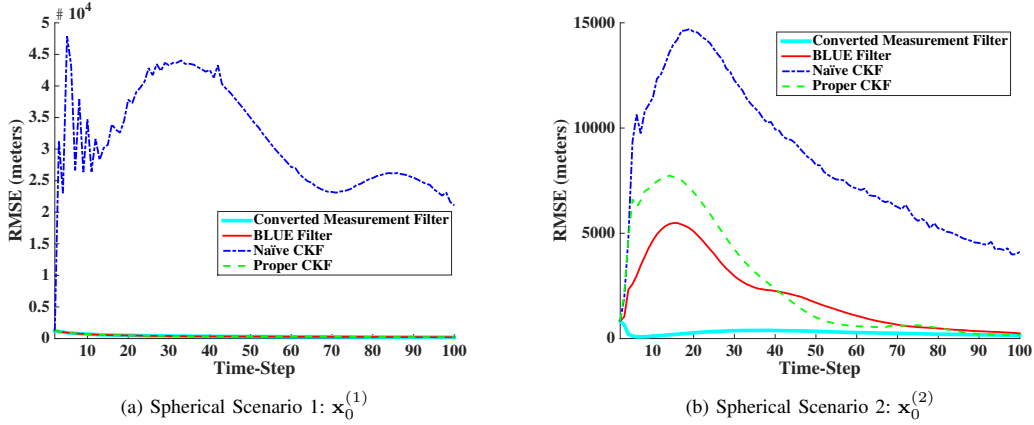 # 10^4
5
4.5
4
3.5
3
2.5
2
1.5
1
0.5
0
RMSE (meters)
Converted Measurement Filter
BLUE Filter
Naïve CKF
Proper CKF
10 20 30 40 50 60 70 80 90 100
Time-Step
(a) Spherical Scenario 1: x_0^{(1)}
15000
10000
5000
0
RMSE (meters)
Converted Measurement Filter
BLUE Filter
Naïve CKF
Proper CKF
10 20 30 40 50 60 70 80 90 100
Time-Step
(b) Spherical Scenario 2: x_0^{(2)}